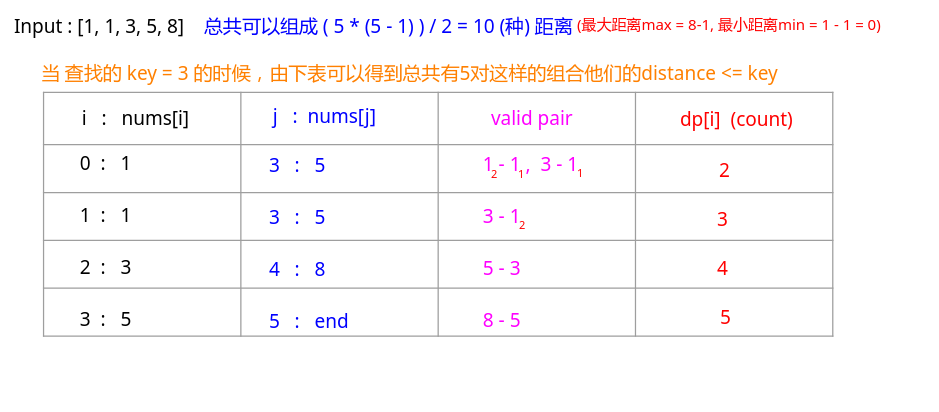 Input : [1, 1, 3, 5, 8] 总共可以组成 ( 5 * (5 - 1) ) / 2 = 10 (种) 距离 (最大距离max = 8-1, 最小距离min = 1 - 1 = 0)
当 查找的 key = 3 的时候，由下表可以得到总共有5对这样的组合他们的distance <= key
i : nums[i] j : nums[j] valid pair dp[i] (count)
0 : 1 3 : 5 1₂ - 1₁, 3 - 1₁ 2
1 : 1 3 : 5 3 - 1₂ 3
2 : 3 4 : 8 5 - 3 4
3 : 5 5 : end 8 - 5 5